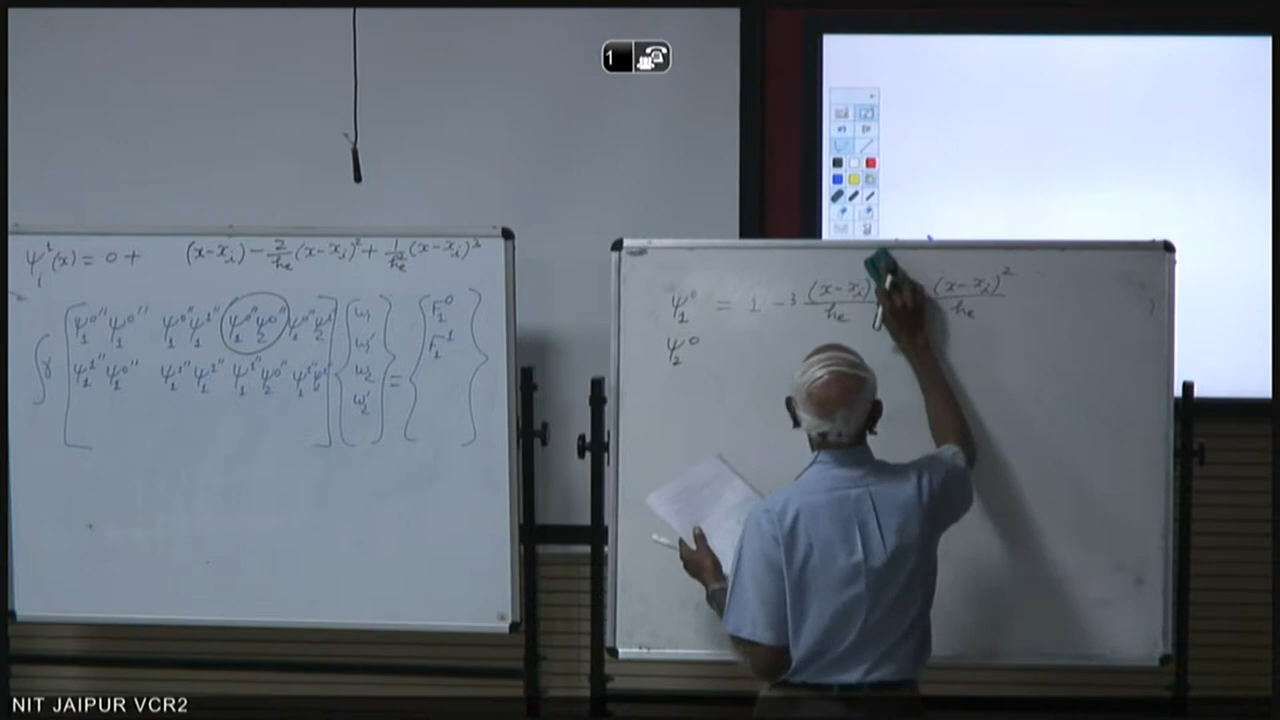 1
ψ₁¹(x) = 0 + (x-xᵢ) - 2/hₑ (x-xᵢ)² + 1/hₑ² (x-xᵢ)³
∫γ [ψ₁⁰″ψ₁⁰″ ψ₁⁰″ψ₁¹″ ψ₁⁰″ψ₂⁰″ ψ₁⁰″ψ₂¹″ {w₁ {F₁⁰
ψ₁¹″ψ₁⁰″ ψ₁¹″ψ₁¹″ ψ₁¹″ψ₂⁰″ ψ₁¹″ψ₂¹″] w₁′ F₁¹
w₂ =
w₂′} }
ψ₁⁰ = 1 - 3 (x-xᵢ)/hₑ (x-xᵢ)²/hₑ
ψ₂⁰
NIT JAIPUR VCR2